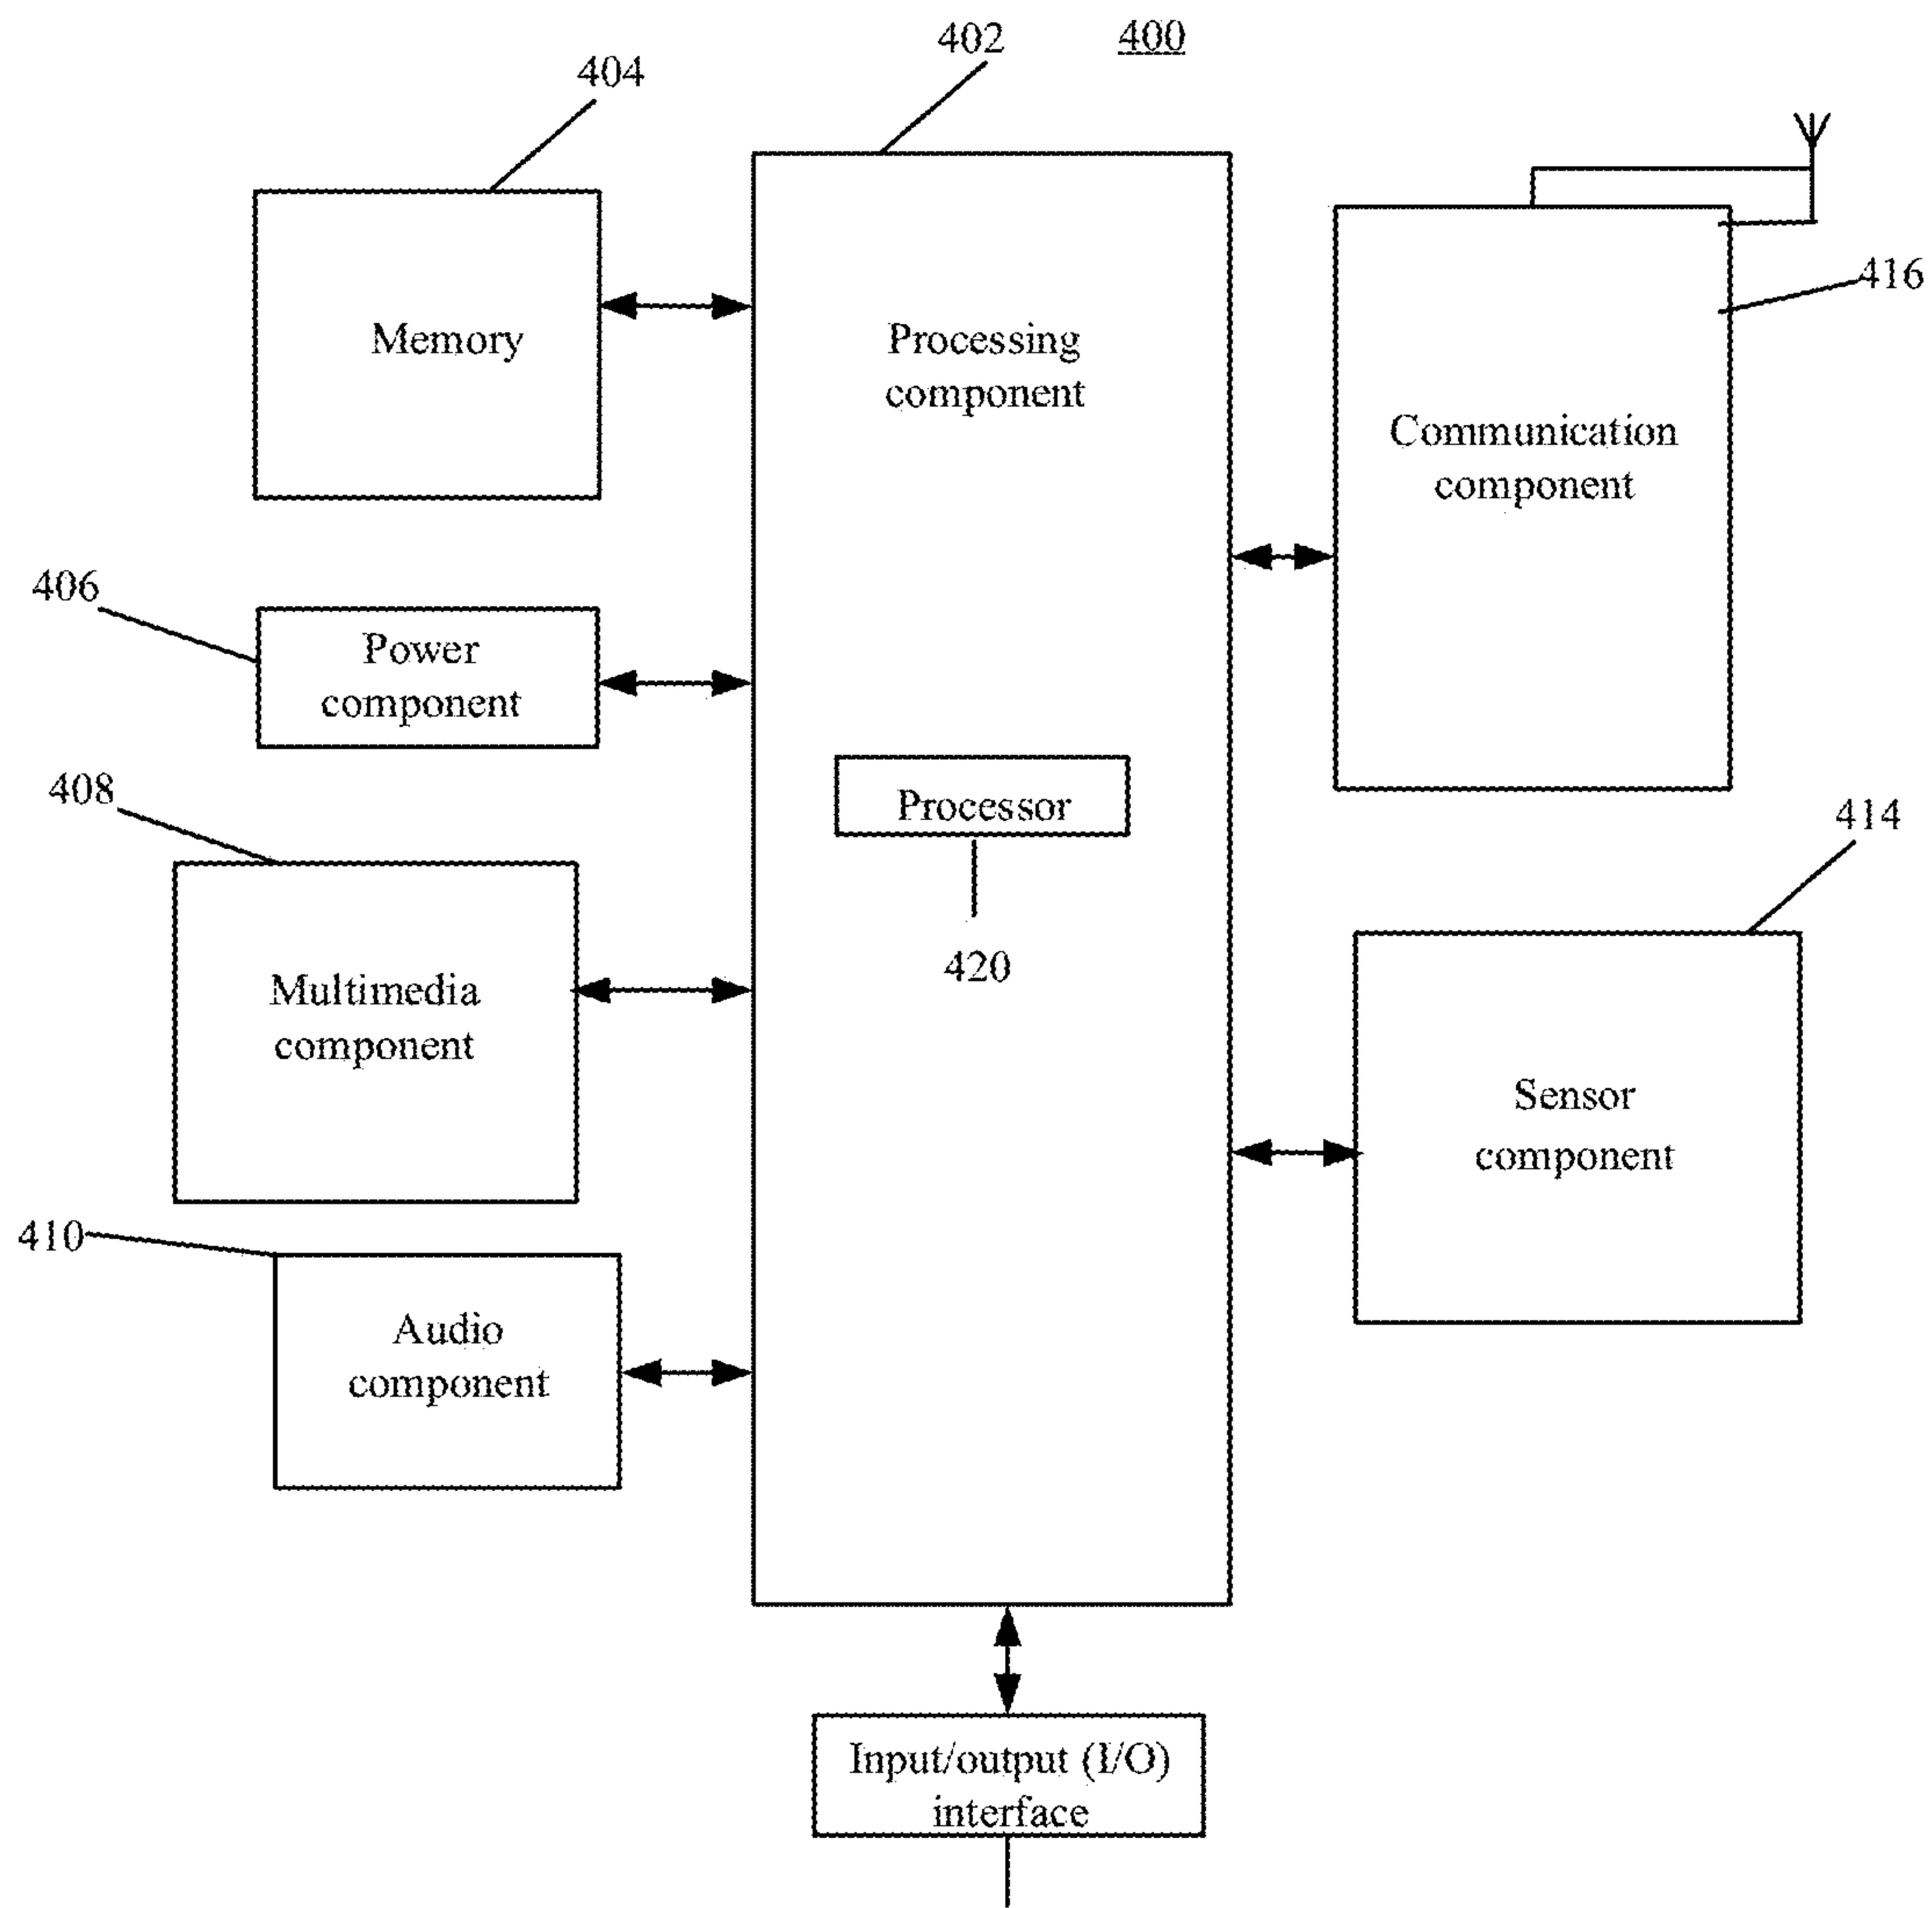 402
400
404
416
Memory
Processing
component
Communication
component
406
Power
component
408
Processor
414
420
Multimedia
component
Sensor
component
410
Audio
component
Input/output (I/O)
interface